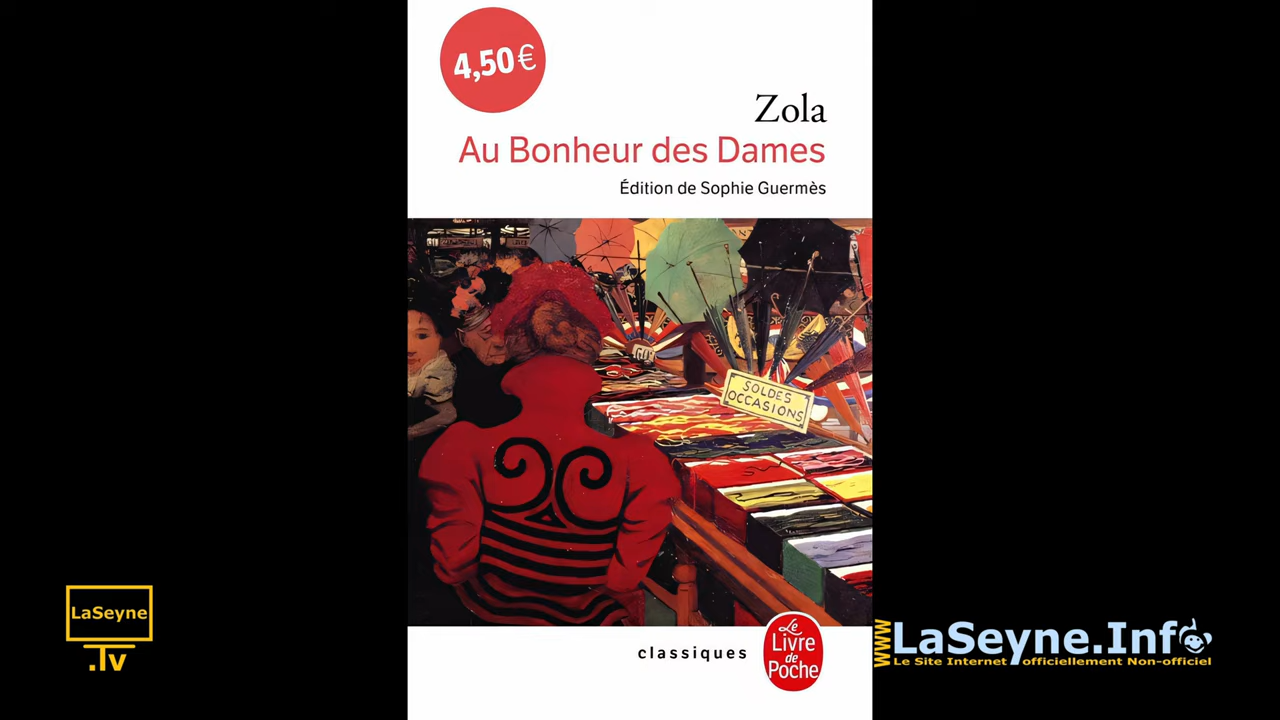 4,50€
Zola
Au Bonheur des Dames
Édition de Sophie Guermès
SOLDES
OCCASIONS
classiques
Le
Livre
de
Poche
LaSeyne
.Tv
WWW
LaSeyne.Info
Le Site Internet officiellement Non-officiel